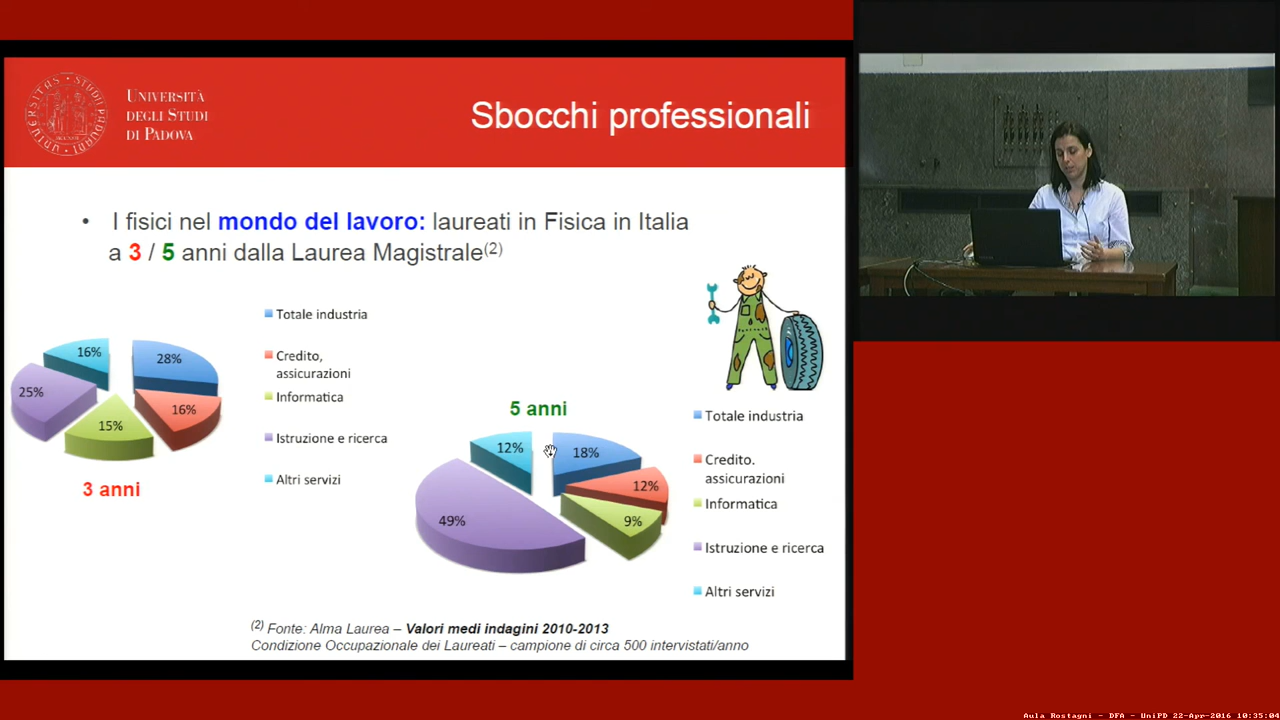 UNIVERSITÀ
DEGLI STUDI
DI PADOVA
Sbocchi professionali
• I fisici nel mondo del lavoro: laureati in Fisica in Italia
a 3 / 5 anni dalla Laurea Magistrale(2)
Totale industria
Credito,
assicurazioni
Informatica
Istruzione e ricerca
Altri servizi
16%
28%
25%
16%
15%
3 anni
5 anni
12%
18%
12%
49%
9%
Totale industria
Credito.
assicurazioni
Informatica
Istruzione e ricerca
Altri servizi
(2) Fonte: Alma Laurea – Valori medi indagini 2010-2013
Condizione Occupazionale dei Laureati – campione di circa 500 intervistati/anno
Aula Rostagni - DFA - UniPD 22-Apr-2016 10:35:04